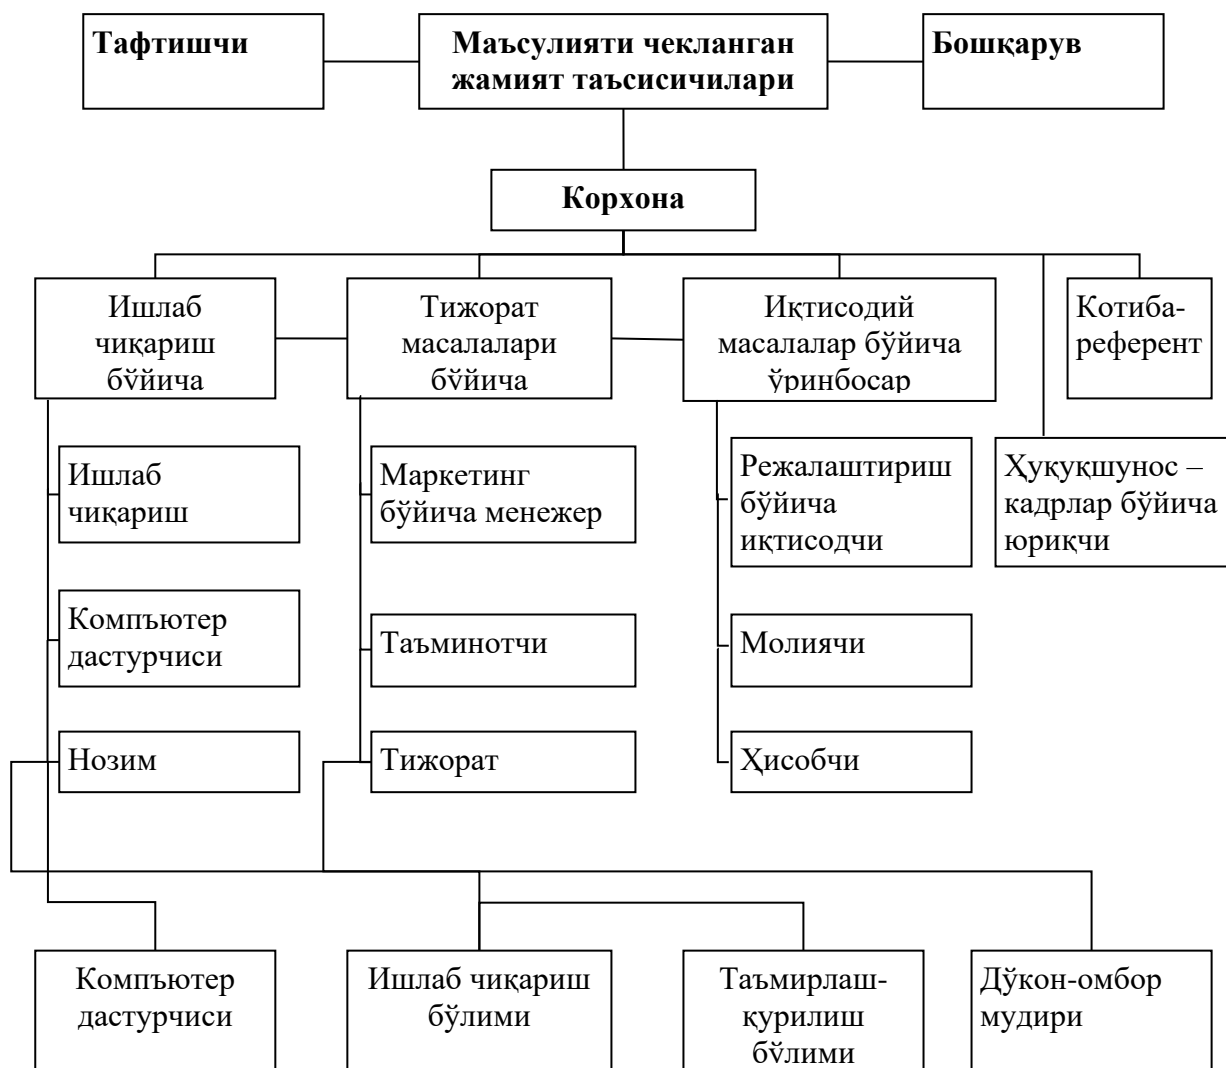 Тафтишчи
Маъсулияти чекланган
жамият таъсисичилари
Бошқарув
Корхона
Ишлаб
чиқариш
бўйича
Тижорат
масалалари
бўйича
Иқтисодий
масалалар бўйича
ўринбосар
Котиба-
референт
Ишлаб
чиқариш
Маркетинг
бўйича менежер
Режалаштириш
бўйича
иқтисодчи
Ҳуқуқшунос –
кадрлар бўйича
юриқчи
Компъютер
дастурчиси
Таъминотчи
Молиячи
Нозим
Тижорат
Ҳисобчи
Компъютер
дастурчиси
Ишлаб чиқариш
бўлими
Таъмирлаш-
қурилиш
бўлими
Дўкон-омбор
мудири